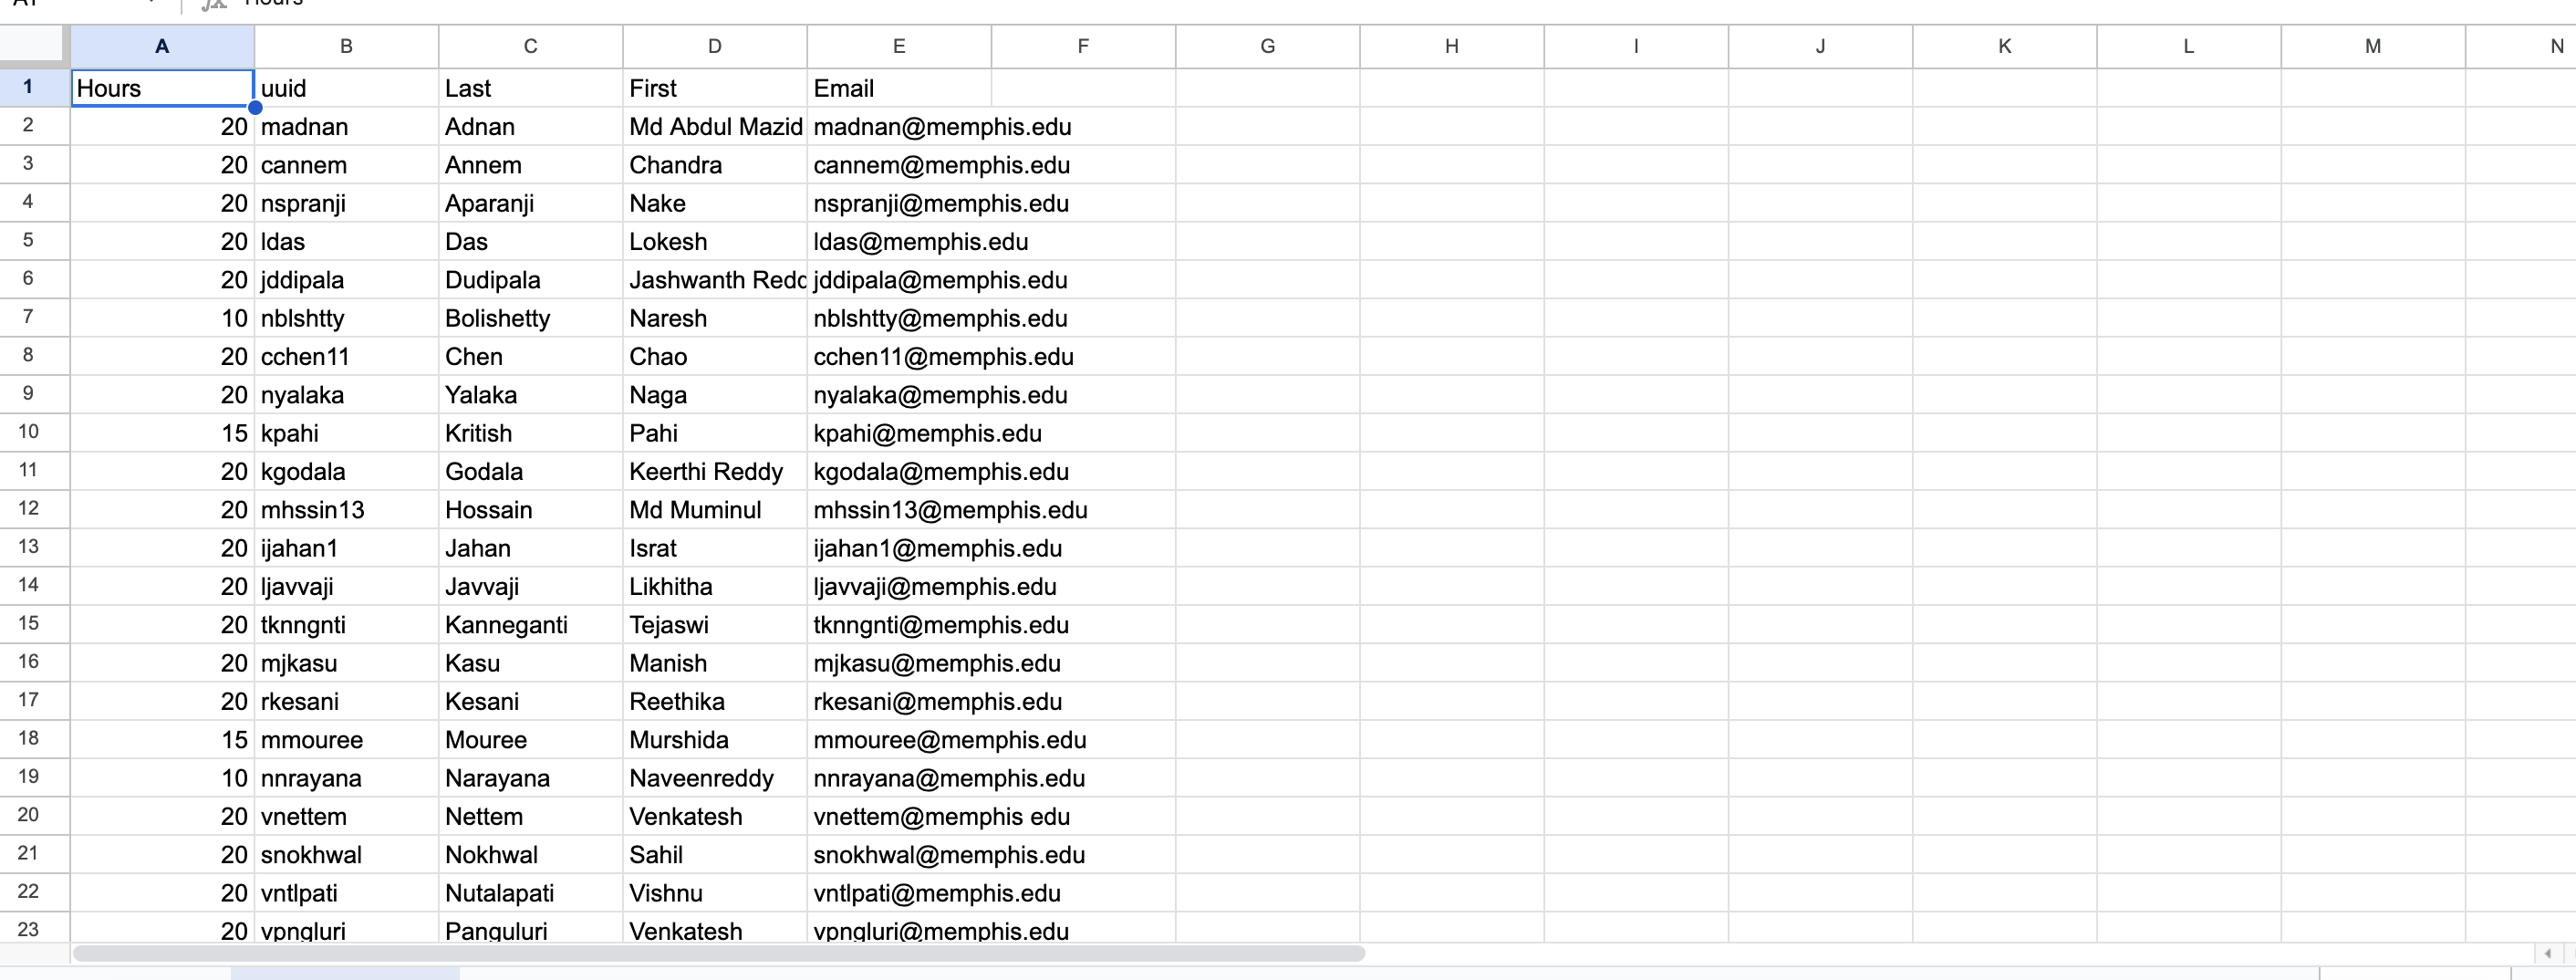 A1 fx Hours
A B C D E F G H I J K L M N
1 Hours uuid Last First Email
2 20 madnan Adnan Md Abdul Mazid madnan@memphis.edu
3 20 cannem Annem Chandra cannem@memphis.edu
4 20 nspranji Aparanji Nake nspranji@memphis.edu
5 20 ldas Das Lokesh ldas@memphis.edu
6 20 jddipala Dudipala Jashwanth Redd jddipala@memphis.edu
7 10 nblshtty Bolishetty Naresh nblshtty@memphis.edu
8 20 cchen11 Chen Chao cchen11@memphis.edu
9 20 nyalaka Yalaka Naga nyalaka@memphis.edu
10 15 kpahi Kritish Pahi kpahi@memphis.edu
11 20 kgodala Godala Keerthi Reddy kgodala@memphis.edu
12 20 mhssin13 Hossain Md Muminul mhssin13@memphis.edu
13 20 ijahan1 Jahan Israt ijahan1@memphis.edu
14 20 ljavvaji Javvaji Likhitha ljavvaji@memphis.edu
15 20 tknngnti Kanneganti Tejaswi tknngnti@memphis.edu
16 20 mjkasu Kasu Manish mjkasu@memphis.edu
17 20 rkesani Kesani Reethika rkesani@memphis.edu
18 15 mmouree Mouree Murshida mmouree@memphis.edu
19 10 nnrayana Narayana Naveenreddy nnrayana@memphis.edu
20 20 vnettem Nettem Venkatesh vnettem@memphis edu
21 20 snokhwal Nokhwal Sahil snokhwal@memphis.edu
22 20 vntlpati Nutalapati Vishnu vntlpati@memphis.edu
23 20 vpngluri Panguluri Venkatesh vpngluri@memphis.edu